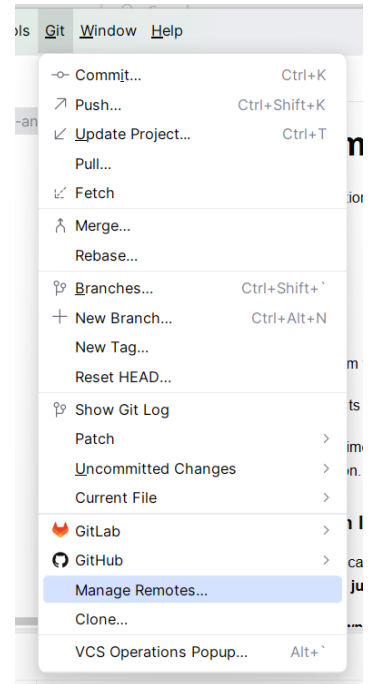 Git Window Help
Commit... Ctrl+K
Push... Ctrl+Shift+K
Update Project... Ctrl+T
Pull...
Fetch
Merge...
Rebase...
Branches... Ctrl+Shift+`
New Branch... Ctrl+Alt+N
New Tag...
Reset HEAD...
Show Git Log
Patch
Uncommitted Changes
Current File
GitLab
GitHub
Manage Remotes...
Clone...
VCS Operations Popup... Alt+`